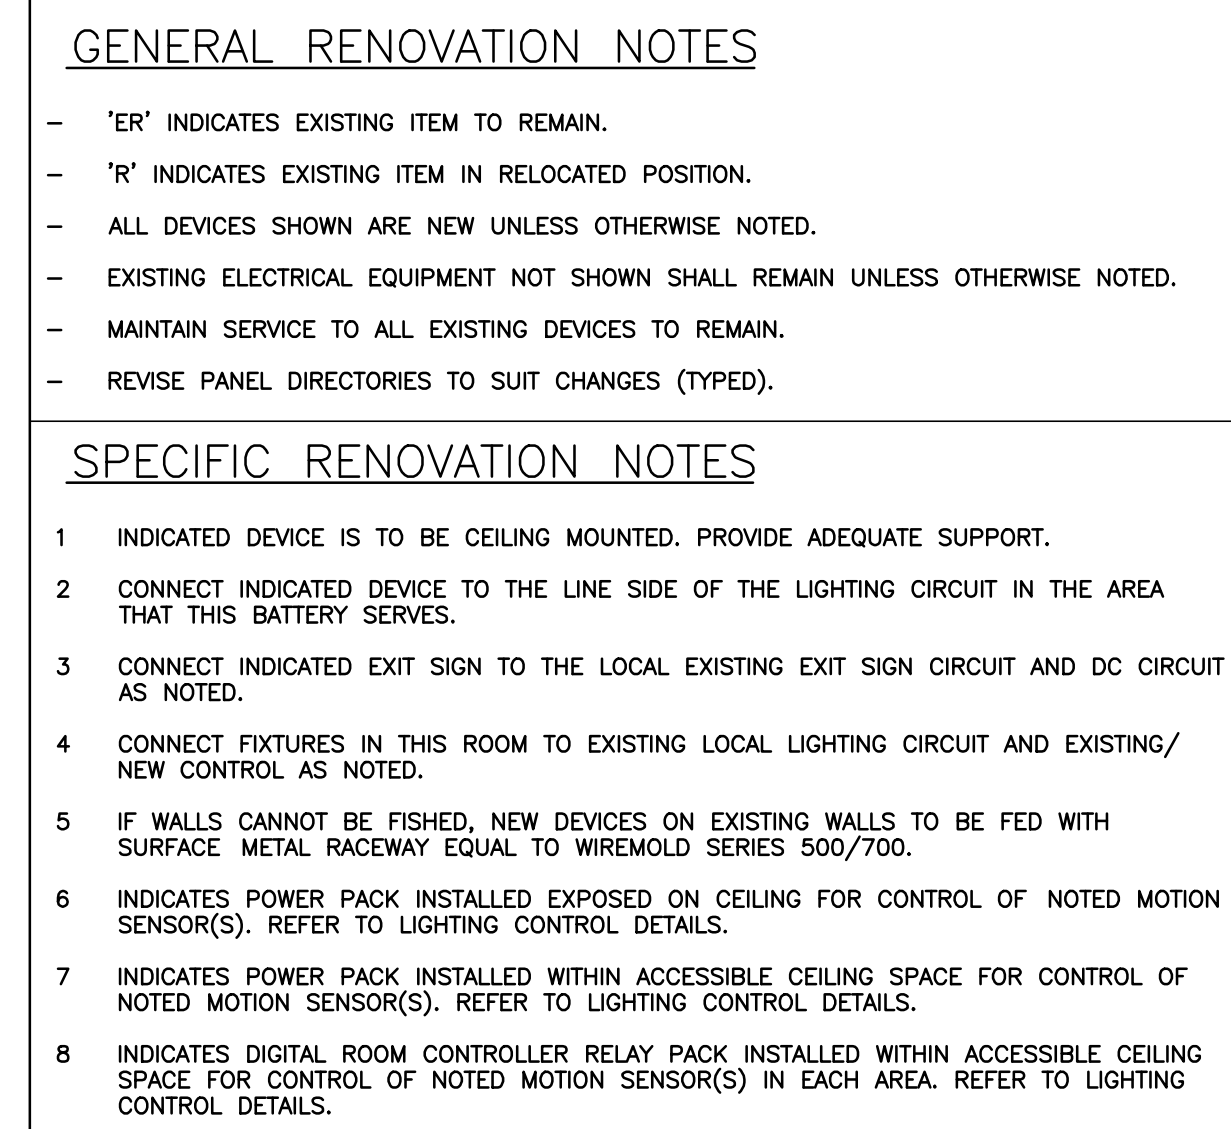 GENERAL RENOVATION NOTES
- 'ER' INDICATES EXISTING ITEM TO REMAIN.
- 'R' INDICATES EXISTING ITEM IN RELOCATED POSITION.
- ALL DEVICES SHOWN ARE NEW UNLESS OTHERWISE NOTED.
- EXISTING ELECTRICAL EQUIPMENT NOT SHOWN SHALL REMAIN UNLESS OTHERWISE NOTED.
- MAINTAIN SERVICE TO ALL EXISTING DEVICES TO REMAIN.
- REVISE PANEL DIRECTORIES TO SUIT CHANGES (TYPED).
SPECIFIC RENOVATION NOTES
1 INDICATED DEVICE IS TO BE CEILING MOUNTED. PROVIDE ADEQUATE SUPPORT.
2 CONNECT INDICATED DEVICE TO THE LINE SIDE OF THE LIGHTING CIRCUIT IN THE AREA
THAT THIS BATTERY SERVES.
3 CONNECT INDICATED EXIT SIGN TO THE LOCAL EXISTING EXIT SIGN CIRCUIT AND DC CIRCUIT
AS NOTED.
4 CONNECT FIXTURES IN THIS ROOM TO EXISTING LOCAL LIGHTING CIRCUIT AND EXISTING/
NEW CONTROL AS NOTED.
5 IF WALLS CANNOT BE FISHED, NEW DEVICES ON EXISTING WALLS TO BE FED WITH
SURFACE METAL RACEWAY EQUAL TO WIREMOLD SERIES 500/700.
6 INDICATES POWER PACK INSTALLED EXPOSED ON CEILING FOR CONTROL OF NOTED MOTION
SENSOR(S). REFER TO LIGHTING CONTROL DETAILS.
7 INDICATES POWER PACK INSTALLED WITHIN ACCESSIBLE CEILING SPACE FOR CONTROL OF
NOTED MOTION SENSOR(S). REFER TO LIGHTING CONTROL DETAILS.
8 INDICATES DIGITAL ROOM CONTROLLER RELAY PACK INSTALLED WITHIN ACCESSIBLE CEILING
SPACE FOR CONTROL OF NOTED MOTION SENSOR(S) IN EACH AREA. REFER TO LIGHTING
CONTROL DETAILS.